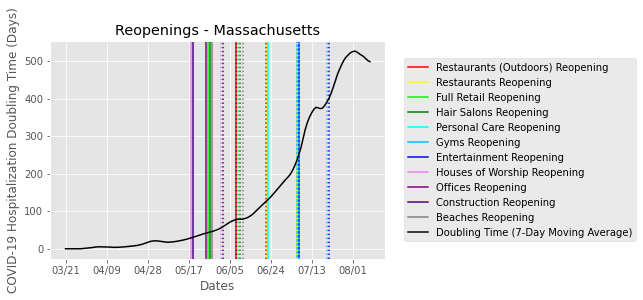 Reopenings - Massachusetts
COVID-19 Hospitalization Doubling Time (Days)
500
400
300
200
100
0
03/21 04/09 04/28 05/17 06/05 06/24 07/13 08/01
Dates
Restaurants (Outdoors) Reopening
Restaurants Reopening
Full Retail Reopening
Hair Salons Reopening
Personal Care Reopening
Gyms Reopening
Entertainment Reopening
Houses of Worship Reopening
Offices Reopening
Construction Reopening
Beaches Reopening
Doubling Time (7-Day Moving Average)